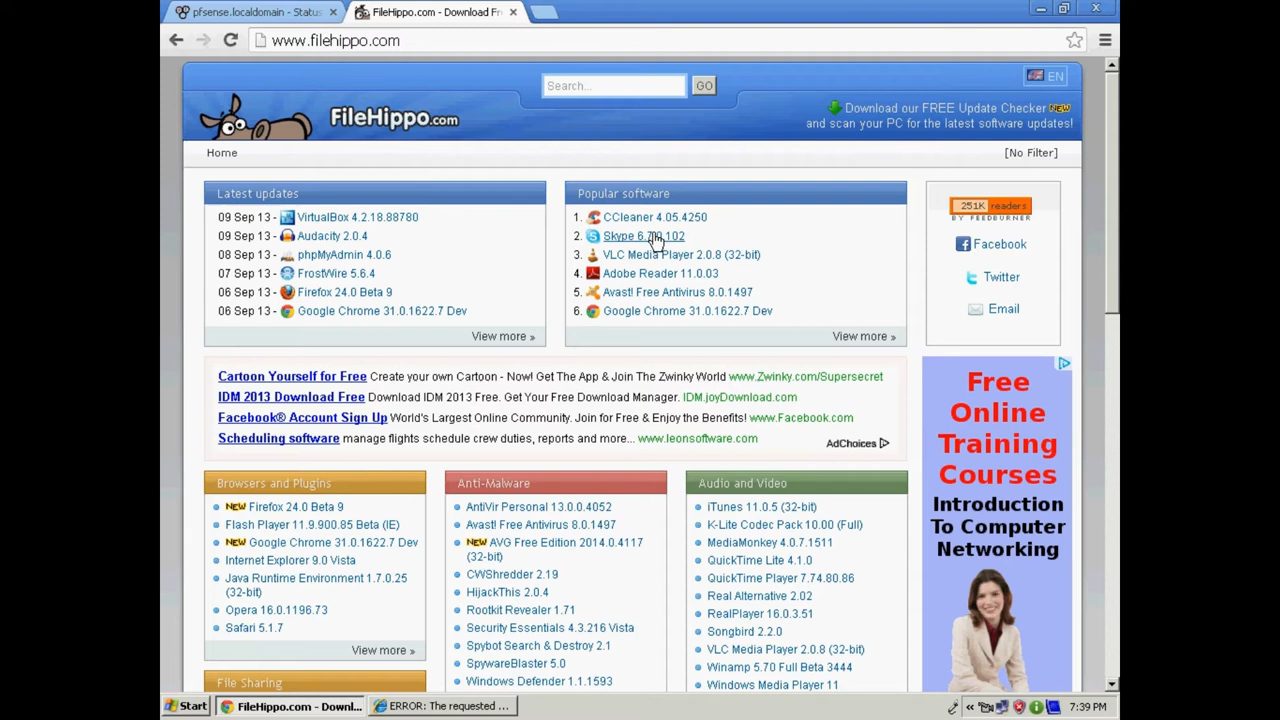 pfsense.localdomain - Status
FileHippo.com - Download Fr
www.filehippo.com
Search...
GO
EN
FileHippo.com
Download our FREE Update Checker NEW
and scan your PC for the latest software updates!
Home
[No Filter]
Latest updates
09 Sep 13 - VirtualBox 4.2.18.88780
09 Sep 13 - Audacity 2.0.4
08 Sep 13 - phpMyAdmin 4.0.6
07 Sep 13 - FrostWire 5.6.4
06 Sep 13 - Firefox 24.0 Beta 9
06 Sep 13 - Google Chrome 31.0.1622.7 Dev
View more »
Popular software
1. CCleaner 4.05.4250
2. Skype
3. VLC Media Player 2.0.8 (32-bit)
4. Adobe Reader 11.0.03
5. Avast! Free Antivirus 8.0.1497
6. Google Chrome 31.0.1622.7 Dev
View more »
251K readers
BY FEEDBURNER
Facebook
Twitter
Email
Cartoon Yourself for Free Create your own Cartoon - Now! Get The App & Join The Zwinky World www.Zwinky.com/Supersecret
IDM 2013 Download Free Download IDM 2013 Free. Get Your Free Download Manager. IDM.joyDownload.com
Facebook® Account Sign Up World's Largest Online Community. Join for Free & Enjoy the Benefits! www.Facebook.com
Scheduling software manage flights schedule crew duties, reports and more... www.leonsoftware.com
AdChoices
Free
Online
Training
Courses
Introduction
To Computer
Networking
Browsers and Plugins
NEW Firefox 24.0 Beta 9
Flash Player 11.9.900.85 Beta (IE)
NEW Google Chrome 31.0.1622.7 Dev
Internet Explorer 9.0 Vista
Java Runtime Environment 1.7.0.25
(32-bit)
Opera 16.0.1196.73
Safari 5.1.7
View more »
File Sharing
Anti-Malware
AntiVir Personal 13.0.0.4052
Avast! Free Antivirus 8.0.1497
NEW AVG Free Edition 2014.0.4117
(32-bit)
CWShredder 2.19
HijackThis 2.0.4
Rootkit Revealer 1.71
Security Essentials 4.3.216 Vista
Spybot Search & Destroy 2.1
SpywareBlaster 5.0
Windows Defender 1.1.1593
Audio and Video
iTunes 11.0.5 (32-bit)
K-Lite Codec Pack 10.00 (Full)
MediaMonkey 4.0.7.1511
QuickTime Lite 4.1.0
QuickTime Player 7.74.80.86
Real Alternative 2.02
RealPlayer 16.0.3.51
Songbird 2.2.0
VLC Media Player 2.0.8 (32-bit)
Winamp 5.70 Full Beta 3444
Windows Media Player 11
Start
FileHippo.com - Downl...
ERROR: The requested ...
7:39 PM